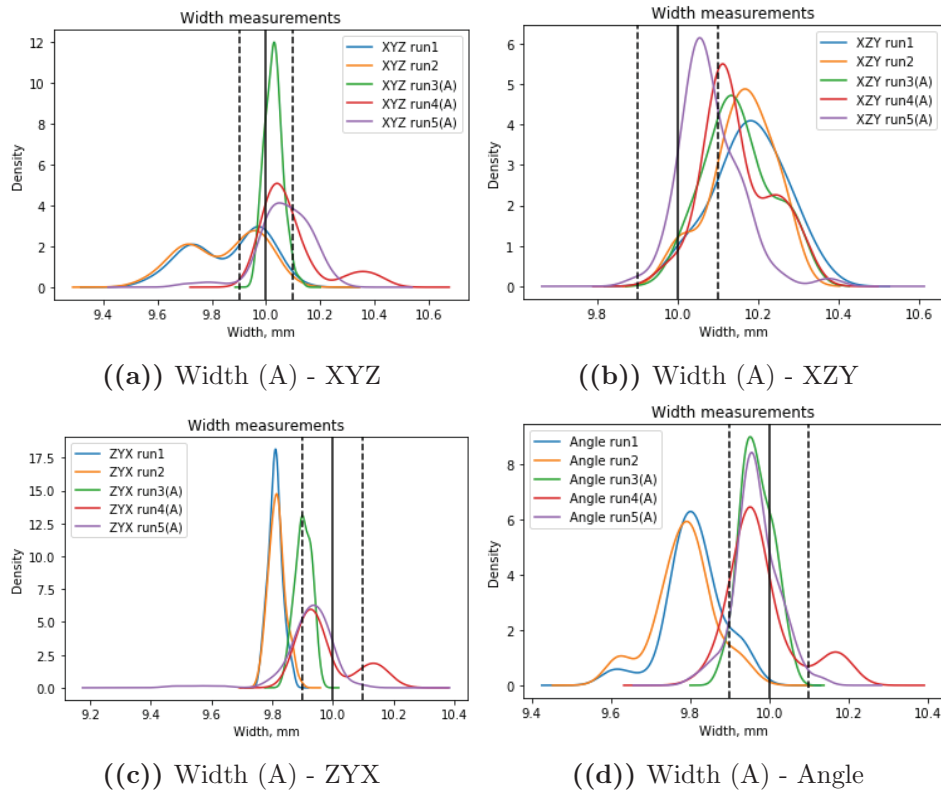 Width measurements
XYZ run1
XYZ run2
XYZ run3(A)
XYZ run4(A)
XYZ run5(A)
12
10
8
6
4
2
0
Density
9.4 9.6 9.8 10.0 10.2 10.4 10.6
Width, mm
((a)) Width (A) - XYZ
Width measurements
XZY run1
XZY run2
XZY run3(A)
XZY run4(A)
XZY run5(A)
6
5
4
3
2
1
0
Density
9.8 10.0 10.2 10.4 10.6
Width, mm
((b)) Width (A) - XZY
Width measurements
ZYX run1
ZYX run2
ZYX run3(A)
ZYX run4(A)
ZYX run5(A)
17.5
15.0
12.5
10.0
7.5
5.0
2.5
0.0
Density
9.2 9.4 9.6 9.8 10.0 10.2 10.4
Width, mm
((c)) Width (A) - ZYX
Width measurements
Angle run1
Angle run2
Angle run3(A)
Angle run4(A)
Angle run5(A)
8
6
4
2
0
Density
9.4 9.6 9.8 10.0 10.2 10.4
Width, mm
((d)) Width (A) - Angle